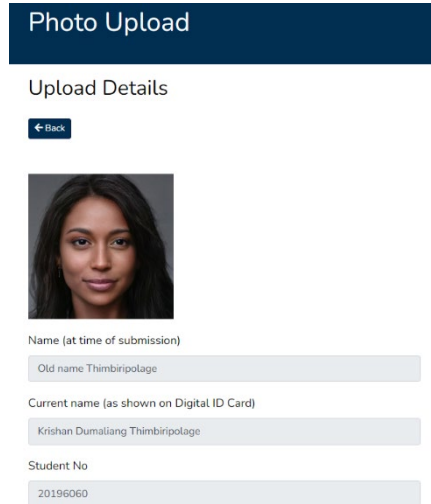 Photo Upload
Upload Details
Back
Name (at time of submission)
Old name Thimbiripolage
Current name (as shown on Digital ID Card)
Krishan Dumaliang Thimbiripolage
Student No
20196060